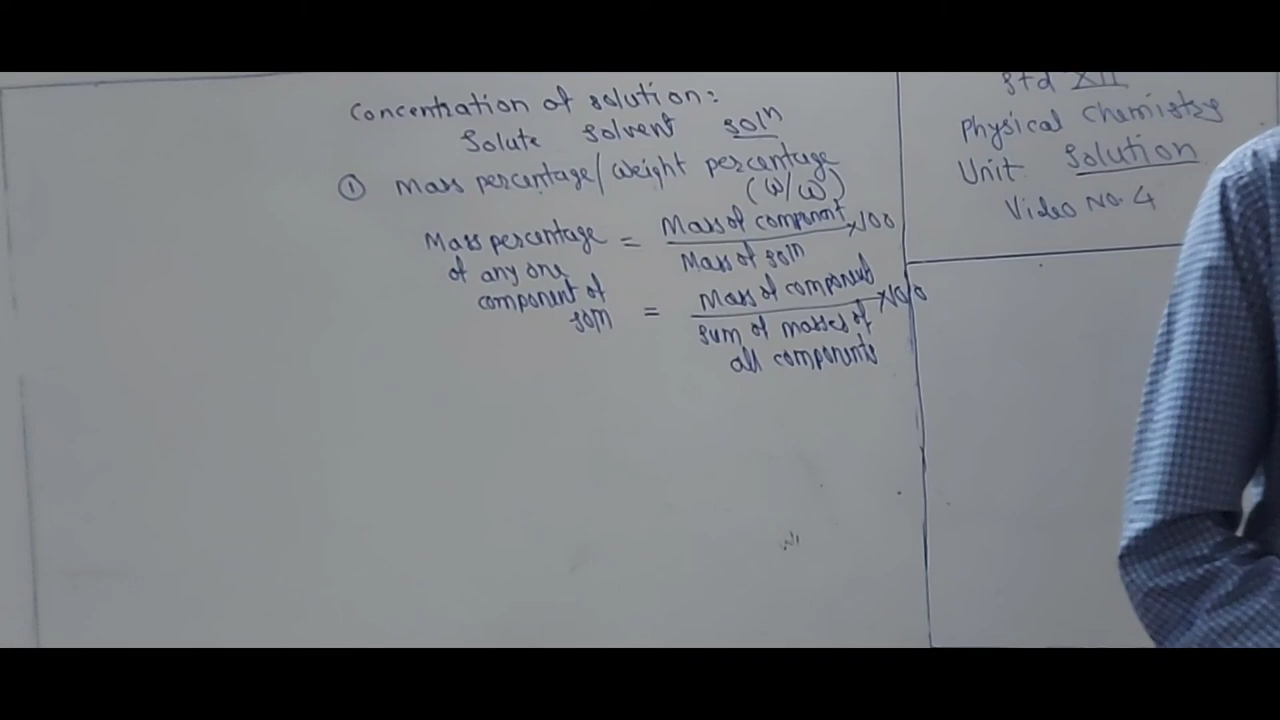 Concentration of solution:
Solute solvent solⁿ
① Mass percentage/weight percentage
(W/W)
Mass percentage = Mass of component ×100
of any one Mass of solⁿ
component of
solⁿ = Mass of component ×100
sum of masses of
all components
Std XII
Physical Chemistry
Unit Solution
Video No. 4